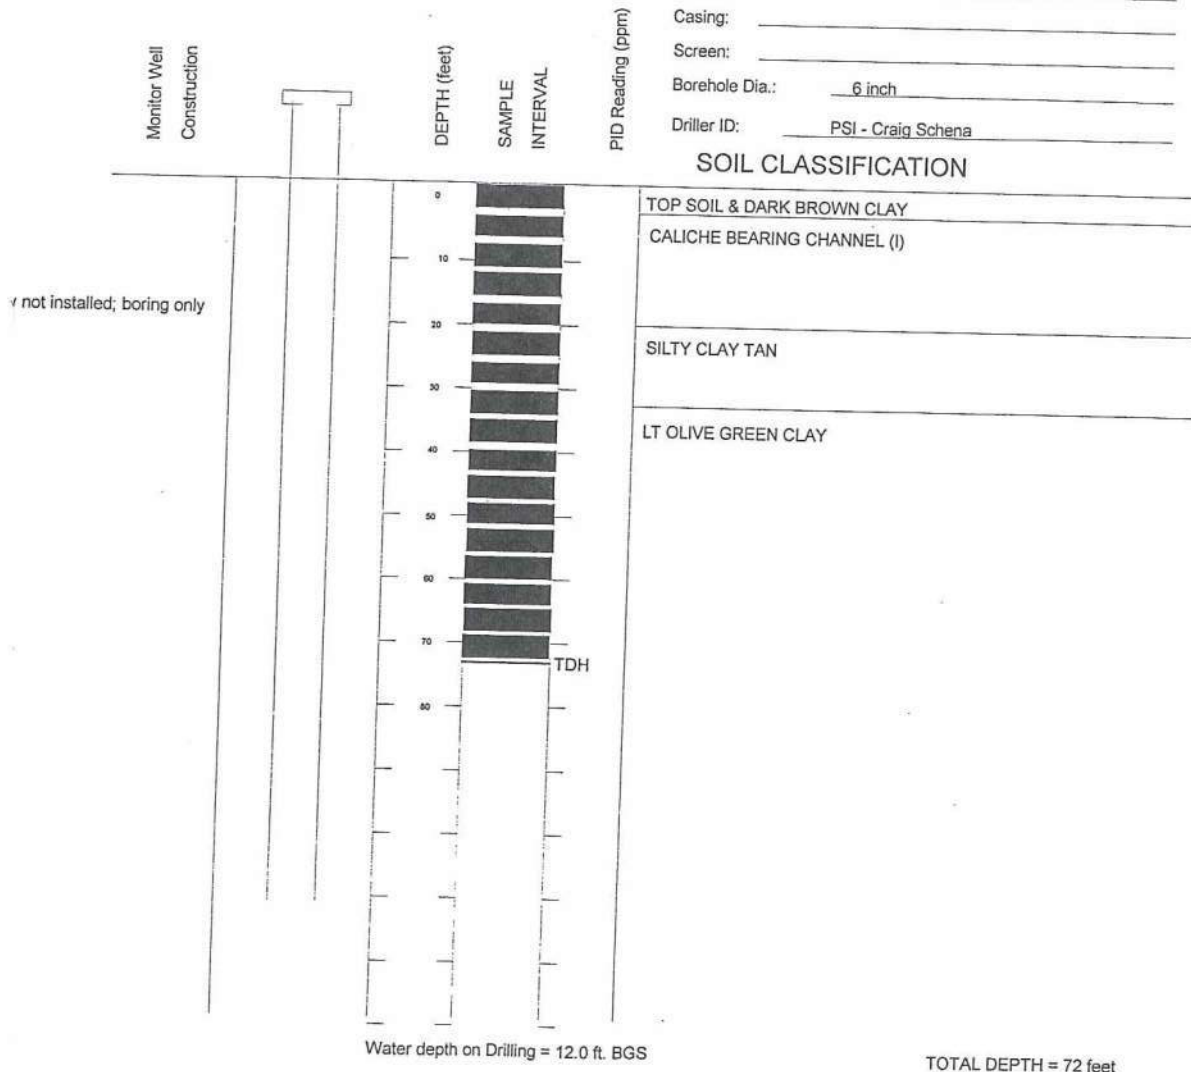 Monitor Well
Construction
DEPTH (feet)
SAMPLE
INTERVAL
PID Reading (ppm)
Casing:
Screen:
Borehole Dia.: 6 inch
Driller ID: PSI - Craig Schena
SOIL CLASSIFICATION
0
TOP SOIL & DARK BROWN CLAY
CALICHE BEARING CHANNEL (I)
10
not installed; boring only
20
SILTY CLAY TAN
30
LT OLIVE GREEN CLAY
40
50
60
70
TDH
80
Water depth on Drilling = 12.0 ft. BGS
TOTAL DEPTH = 72 feet